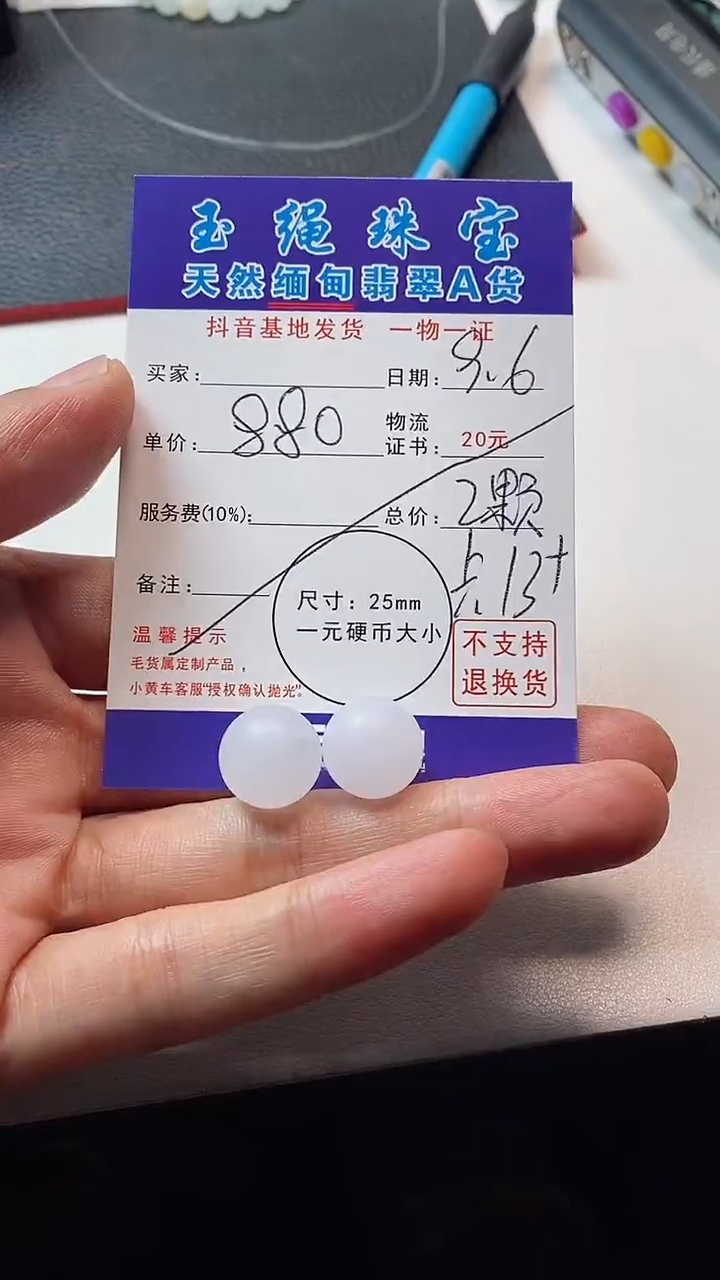 玉绳珠宝
天然缅甸翡翠A货
抖音基地发货 一物一证
买家： 日期：9.6
单价：880 物流证书：20元
服务费(10%)： 总价：2颗
共13+
备注：
尺寸：25mm
一元硬币大小
温馨提示
毛货属定制产品，
小黄车客服“授权确认抛光”。
不支持
退换货